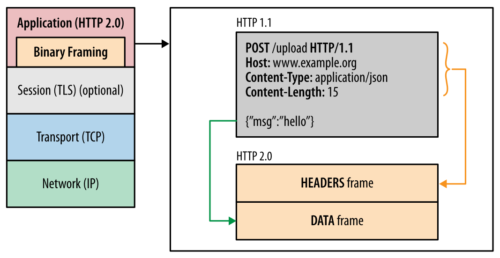 Application (HTTP 2.0)
Binary Framing
Session (TLS) (optional)
Transport (TCP)
Network (IP)
HTTP 1.1
POST /upload HTTP/1.1
Host: www.example.org
Content-Type: application/json
Content-Length: 15
{"msg":"hello"}
HTTP 2.0
HEADERS frame
DATA frame